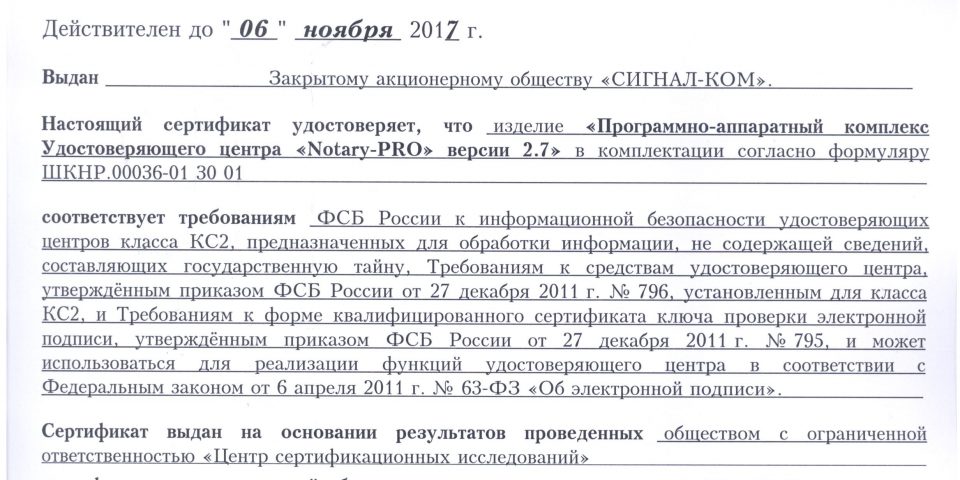 Действителен до " 06 " ноября 2017 г.
Выдан Закрытому акционерному обществу «СИГНАЛ-КОМ».
Настоящий сертификат удостоверяет, что изделие «Программно-аппаратный комплекс
Удостоверяющего центра «Notary-PRO» версии 2.7» в комплектации согласно формуляру
ШКНР.00036-01 30 01
соответствует требованиям ФСБ России к информационной безопасности удостоверяющих
центров класса КС2, предназначенных для обработки информации, не содержащей сведений,
составляющих государственную тайну, Требованиям к средствам удостоверяющего центра,
утверждённым приказом ФСБ России от 27 декабря 2011 г. № 796, установленным для класса
КС2, и Требованиям к форме квалифицированного сертификата ключа проверки электронной
подписи, утверждённым приказом ФСБ России от 27 декабря 2011 г. № 795, и может
использоваться для реализации функций удостоверяющего центра в соответствии с
Федеральным законом от 6 апреля 2011 г. № 63-ФЗ «Об электронной подписи».
Сертификат выдан на основании результатов проведенных обществом с ограниченной
ответственностью «Центр сертификационных исследований»